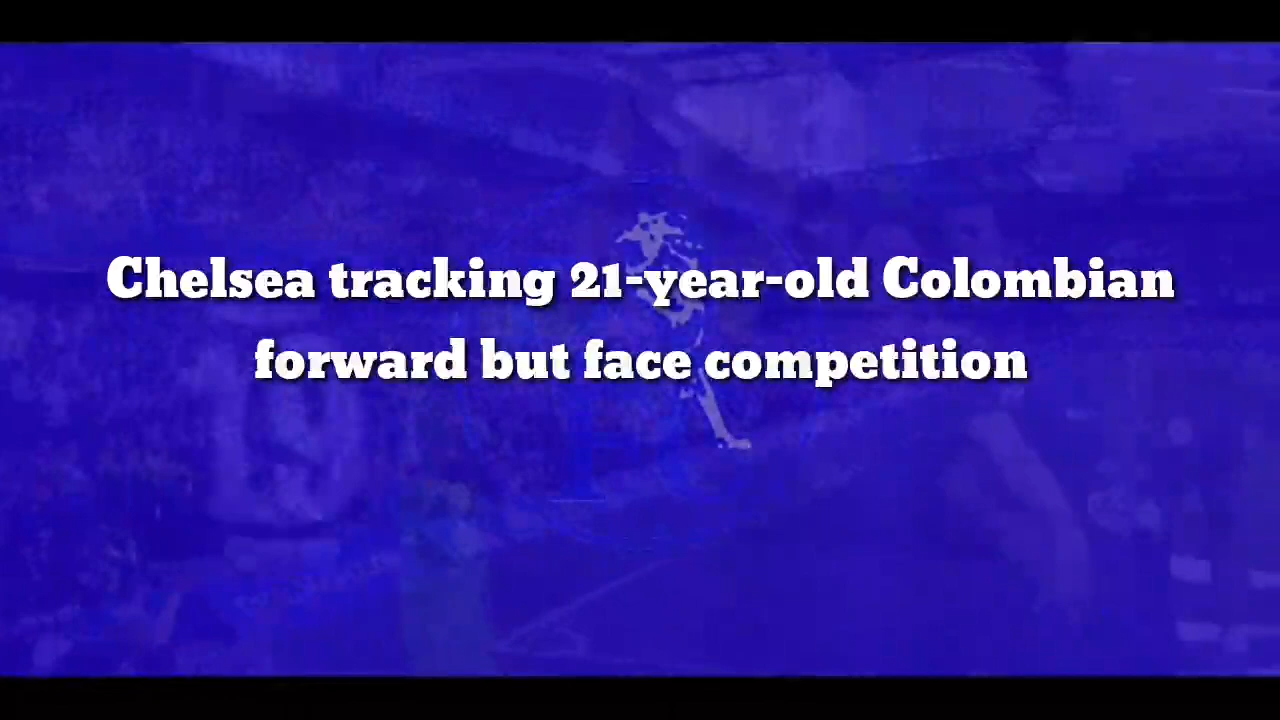 Chelsea tracking 21-year-old Colombian
forward but face competition